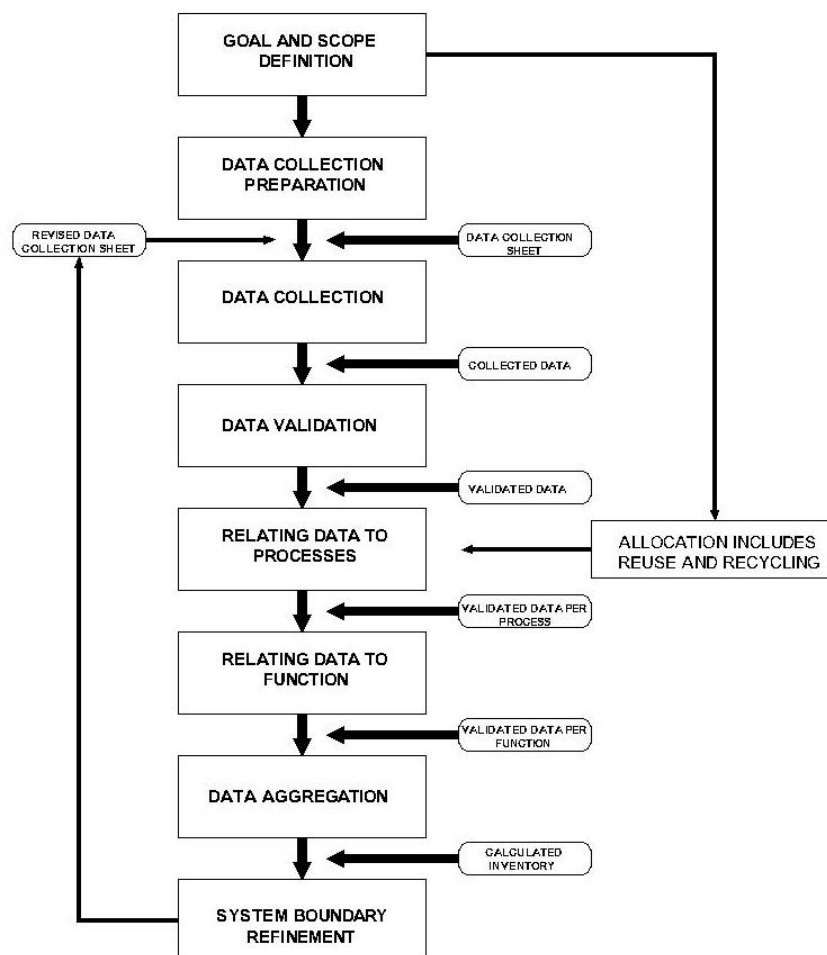 GOAL AND SCOPE
DEFINITION
DATA COLLECTION
PREPARATION
REVISED DATA
COLLECTION SHEET
DATA COLLECTION
SHEET
DATA COLLECTION
COLLECTED DATA
DATA VALIDATION
VALIDATED DATA
RELATING DATA TO
PROCESSES
ALLOCATION INCLUDES
REUSE AND RECYCLING
VALIDATED DATA PER
PROCESS
RELATING DATA TO
FUNCTION
VALIDATED DATA PER
FUNCTION
DATA AGGREGATION
CALCULATED
INVENTORY
SYSTEM BOUNDARY
REFINEMENT